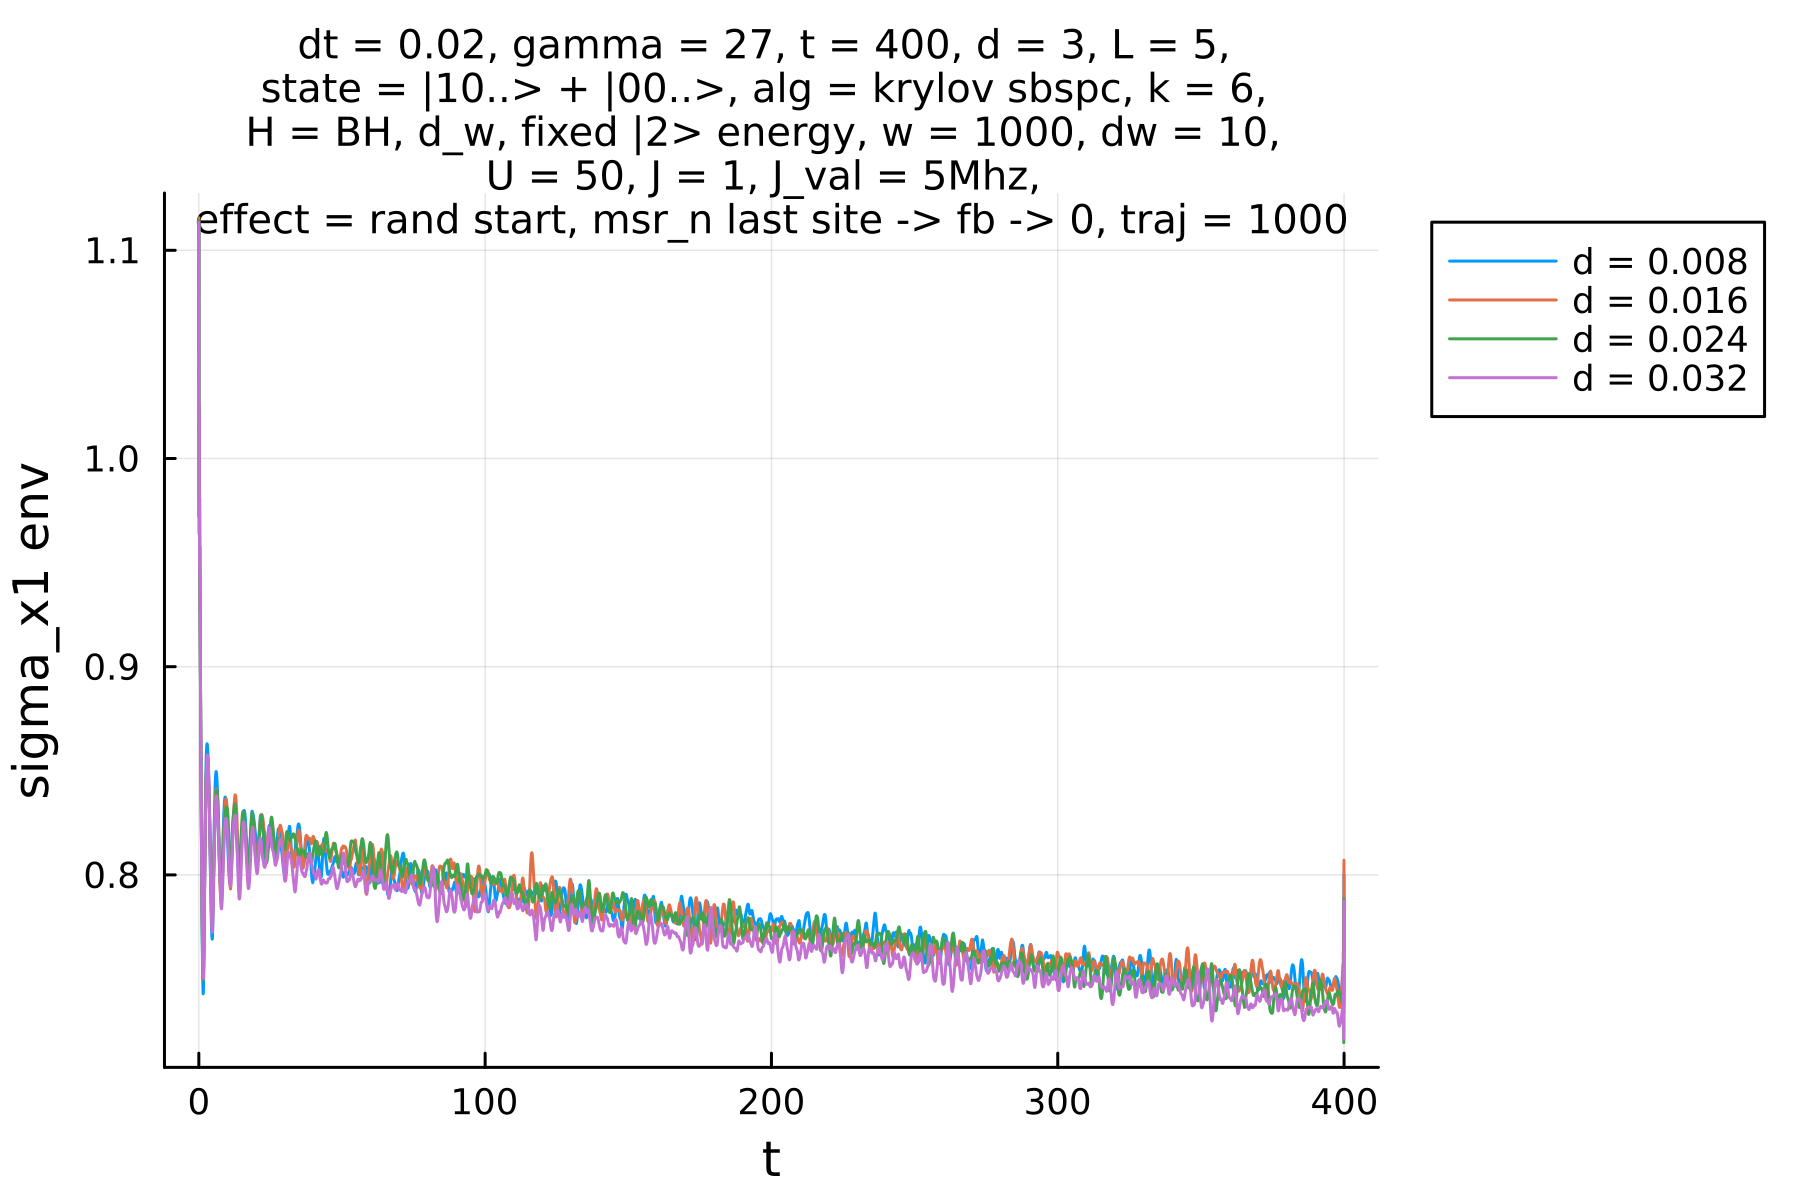 dt = 0.02, gamma = 27, t = 400, d = 3, L = 5,
state = |10..> + |00..>, alg = krylov sbspc, k = 6,
H = BH, d_w, fixed |2> energy, w = 1000, dw = 10,
U = 50, J = 1, J_val = 5Mhz,
effect = rand start, msr_n last site -> fb -> 0, traj = 1000
d = 0.008
d = 0.016
d = 0.024
d = 0.032
sigma_x1 env
1.1
1.0
0.9
0.8
0
100
200
300
400
t